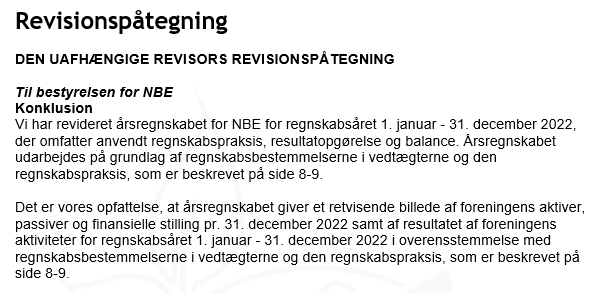 Revisionspåtegning
DEN UAFHÆNGIGE REVISORS REVISIONSPÅTEGNING
Til bestyrelsen for NBE
Konklusion
Vi har revideret årsregnskabet for NBE for regnskabsåret 1. januar - 31. december 2022,
der omfatter anvendt regnskabspraksis, resultatopgørelse og balance. Årsregnskabet
udarbejdes på grundlag af regnskabsbestemmelserne i vedtægterne og den
regnskabspraksis, som er beskrevet på side 8-9.
Det er vores opfattelse, at årsregnskabet giver et retvisende billede af foreningens aktiver,
passiver og finansielle stilling pr. 31. december 2022 samt af resultatet af foreningens
aktiviteter for regnskabsåret 1. januar - 31. december 2022 i overensstemmelse med
regnskabsbestemmelserne i vedtægterne og den regnskabspraksis, som er beskrevet på
side 8-9.